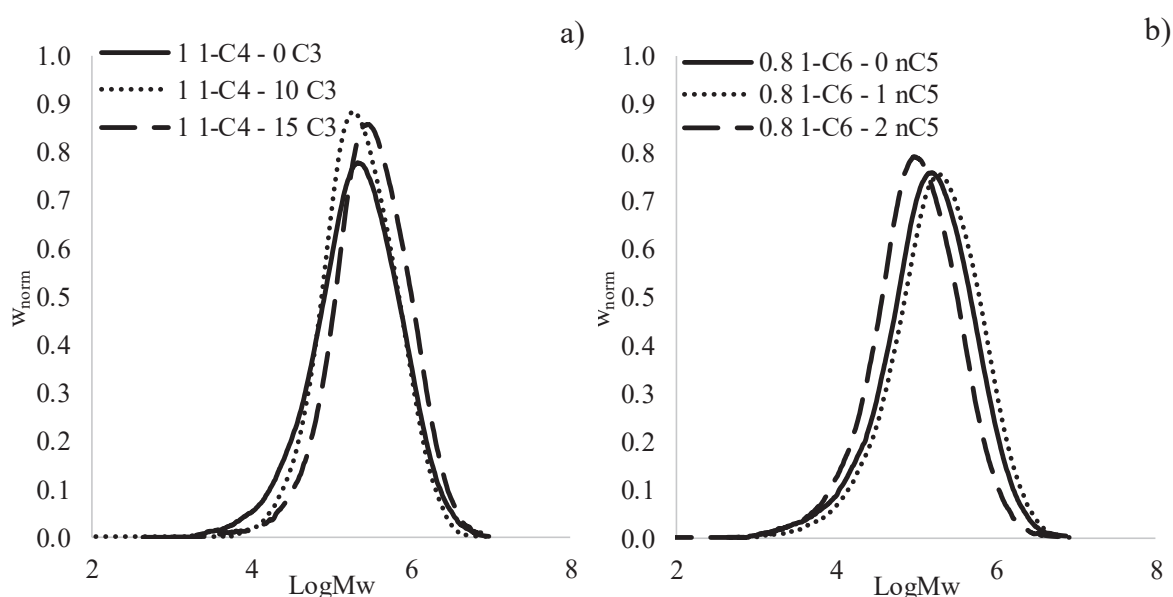 a)
1 1-C4 - 0 C3
1 1-C4 - 10 C3
1 1-C4 - 15 C3
1.0
0.9
0.8
0.7
0.6
0.5
0.4
0.3
0.2
0.1
0.0
wnorm
2 4 6 8
LogMw
b)
0.8 1-C6 - 0 nC5
0.8 1-C6 - 1 nC5
0.8 1-C6 - 2 nC5
1.0
0.9
0.8
0.7
0.6
0.5
0.4
0.3
0.2
0.1
0.0
wnorm
2 4 6 8
LogMw